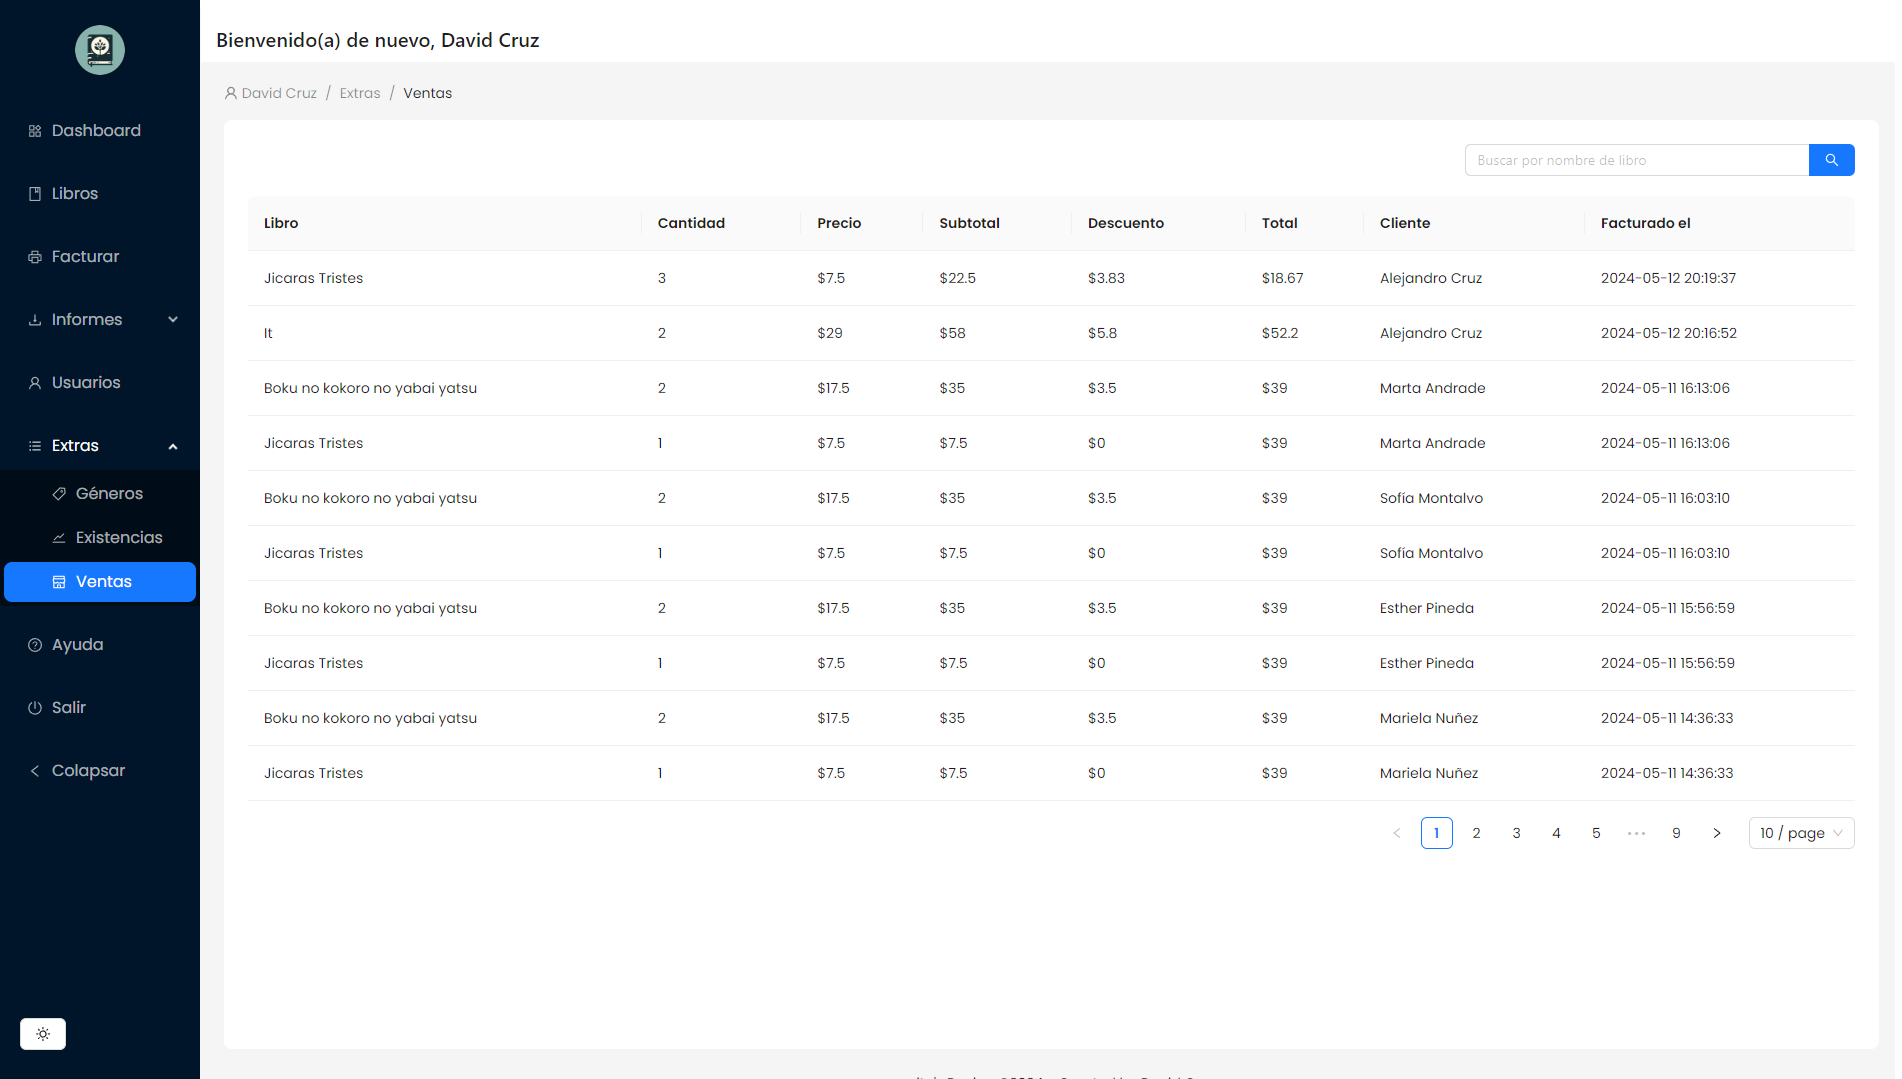 Bienvenido(a) de nuevo, David Cruz
David Cruz / Extras / Ventas
Dashboard
Libros
Facturar
Informes
Usuarios
Extras
Géneros
Existencias
Ventas
Ayuda
Salir
Colapsar
Buscar por nombre de libro
Libro Cantidad Precio Subtotal Descuento Total Cliente Facturado el
Jicaras Tristes 3 $7.5 $22.5 $3.83 $18.67 Alejandro Cruz 2024-05-12 20:19:37
It 2 $29 $58 $5.8 $52.2 Alejandro Cruz 2024-05-12 20:16:52
Boku no kokoro no yabai yatsu 2 $17.5 $35 $3.5 $39 Marta Andrade 2024-05-11 16:13:06
Jicaras Tristes 1 $7.5 $7.5 $0 $39 Marta Andrade 2024-05-11 16:13:06
Boku no kokoro no yabai yatsu 2 $17.5 $35 $3.5 $39 Sofía Montalvo 2024-05-11 16:03:10
Jicaras Tristes 1 $7.5 $7.5 $0 $39 Sofía Montalvo 2024-05-11 16:03:10
Boku no kokoro no yabai yatsu 2 $17.5 $35 $3.5 $39 Esther Pineda 2024-05-11 15:56:59
Jicaras Tristes 1 $7.5 $7.5 $0 $39 Esther Pineda 2024-05-11 15:56:59
Boku no kokoro no yabai yatsu 2 $17.5 $35 $3.5 $39 Mariela Nuñez 2024-05-11 14:36:33
Jicaras Tristes 1 $7.5 $7.5 $0 $39 Mariela Nuñez 2024-05-11 14:36:33
1 2 3 4 5 ••• 9 10 / page